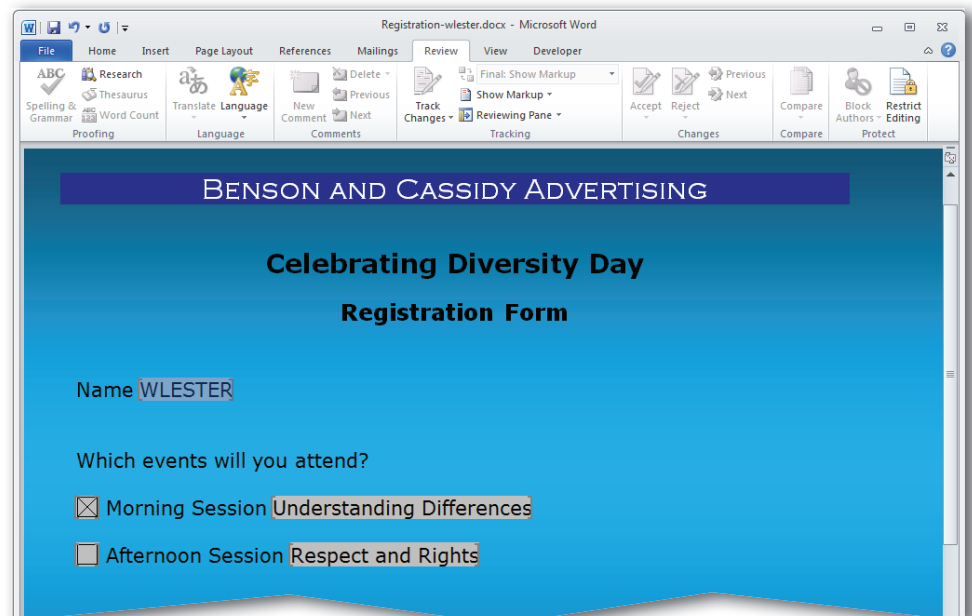 Registration-wlester.docx - Microsoft Word
File Home Insert Page Layout References Mailings Review View Developer
ABC Spelling & Grammar
Research
Thesaurus
ABC 123 Word Count
Proofing
Translate Language
Language
New Comment
Delete
Previous
Next
Comments
Track Changes
Final: Show Markup
Show Markup
Reviewing Pane
Tracking
Accept Reject
Previous
Next
Changes
Compare
Compare
Block Authors
Restrict Editing
Protect
BENSON AND CASSIDY ADVERTISING
Celebrating Diversity Day
Registration Form
Name WLESTER
Which events will you attend?
Morning Session Understanding Differences
Afternoon Session Respect and Rights